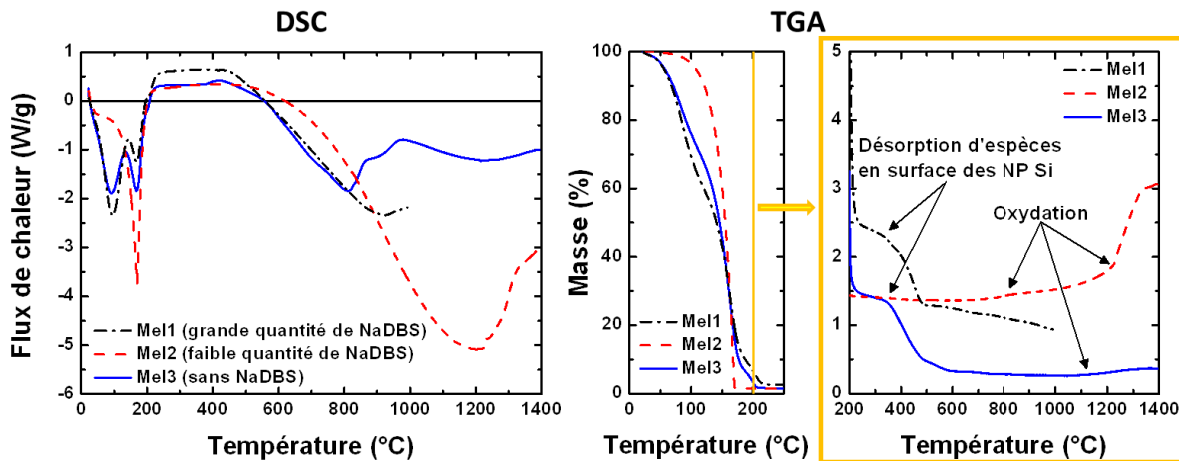 DSC
TGA
Flux de chaleur (W/g)
1
0
-1
-2
-3
-4
-5
-6
Mel1 (grande quantité de NaDBS)
Mel2 (faible quantité de NaDBS)
Mel3 (sans NaDBS)
0 200 400 600 800 1000 1200 1400
Température (°C)
Masse (%)
100
80
60
40
20
0
Mel1
Mel2
Mel3
0 100 200
Température (°C)
5
4
3
2
1
0
Mel1
Mel2
Mel3
Désorption d'espèces
en surface des NP Si
Oxydation
200 400 600 800 1000 1200 1400
Température (°C)